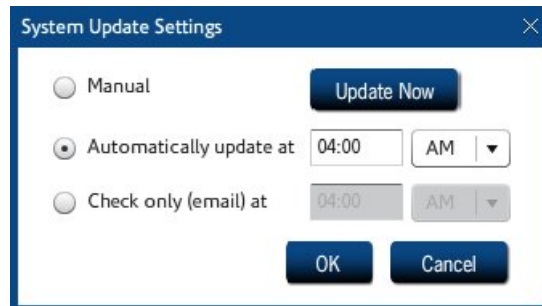 System Update Settings
Manual Update Now
Automatically update at 04:00 AM
Check only (email) at 04:00 AM
OK Cancel